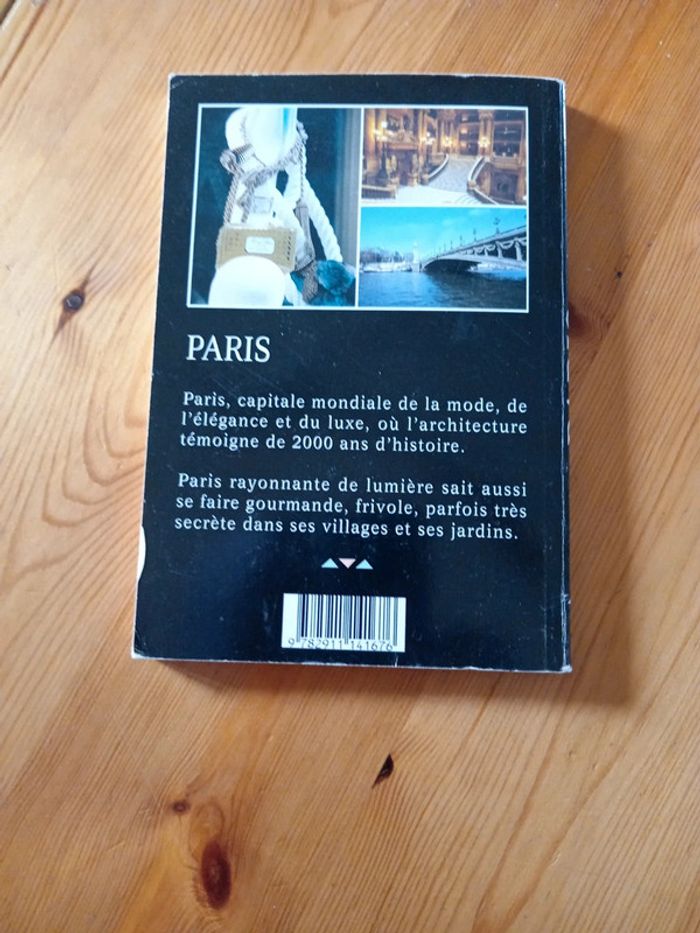 PARIS
Paris, capitale mondiale de la mode, de
l'élégance et du luxe, où l'architecture
témoigne de 2000 ans d'histoire.
Paris rayonnante de lumière sait aussi
se faire gourmande, frivole, parfois très
secrète dans ses villages et ses jardins.
9 782911 141676